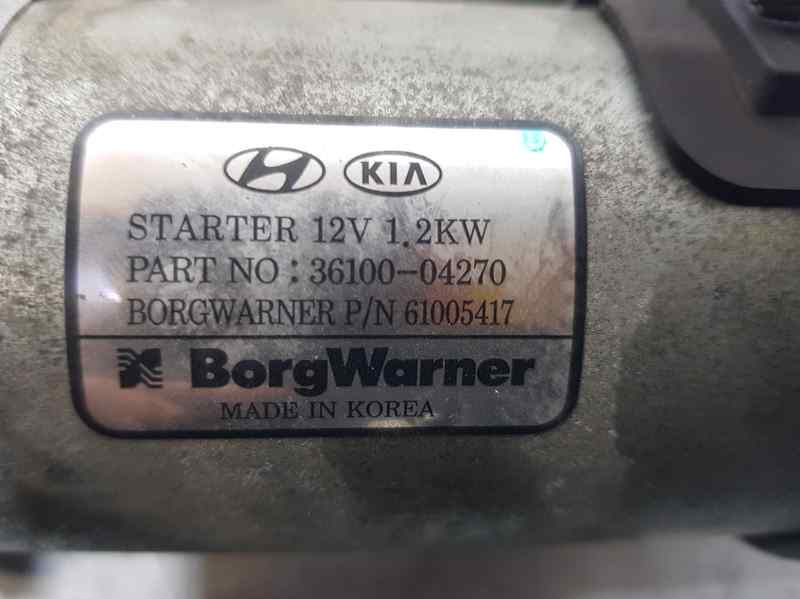 KIA
STARTER 12V 1.2KW
PART NO : 36100-04270
BORGWARNER P/N 61005417
BorgWarner
MADE IN KOREA